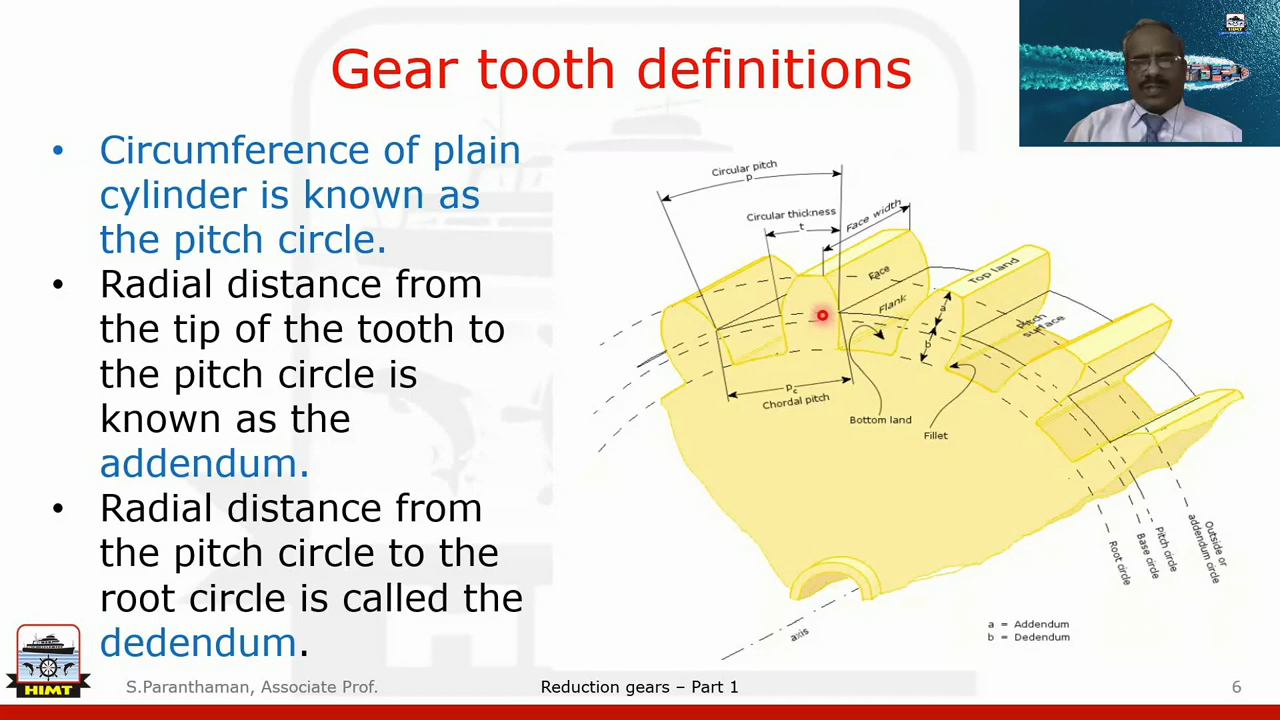 Gear tooth definitions
• Circumference of plain
cylinder is known as
the pitch circle.
• Radial distance from
the tip of the tooth to
the pitch circle is
known as the
addendum.
• Radial distance from
the pitch circle to the
root circle is called the
dedendum.
Circular pitch
p
Circular thickness
t
Face width
Face
Flank
Top land
a
b
Pitch
surface
Pc
Chordal pitch
Bottom land
Fillet
Root circle
Base circle
Pitch circle
Outside or
addendum circle
axis
a = Addendum
b = Dedendum
HIMT
HIMT
S.Paranthaman, Associate Prof.
Reduction gears – Part 1
6